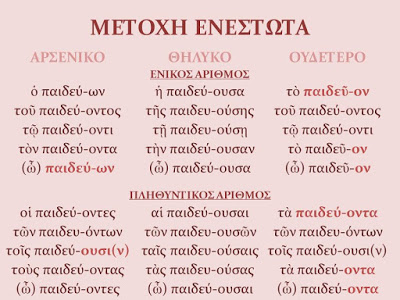 ΜΕΤΟΧΗ ΕΝΕΣΤΩΤΑ
ΑΡΣΕΝΙΚΟ ΘΗΛΥΚΟ ΟΥΔΕΤΕΡΟ
ΕΝΙΚΟΣ ΑΡΙΘΜΟΣ
ὁ παιδεύ-ων ἡ παιδεύ-ουσα τὸ παιδεῦ-ον
τοῦ παιδεύ-οντος τῆς παιδευ-ούσης τοῦ παιδεύ-οντος
τῷ παιδεύ-οντι τῇ παιδευ-ούσῃ τῷ παιδεύ-οντι
τὸν παιδεύ-οντα τὴν παιδεύ-ουσαν τὸ παιδεῦ-ον
(ὦ) παιδεύ-ων (ὦ) παιδεύ-ουσα (ὦ) παιδεῦ-ον
ΠΛΗΘΥΝΤΙΚΟΣ ΑΡΙΘΜΟΣ
οἱ παιδεύ-οντες αἱ παιδεύ-ουσαι τὰ παιδεύ-οντα
τῶν παιδευ-όντων τῶν παιδευ-ουσῶν τῶν παιδευ-όντων
τοῖς παιδεύ-ουσι(ν) ταῖς παιδευ-ούσαις τοῖς παιδεύ-ουσι(ν)
τοὺς παιδεύ-οντας τὰς παιδευ-ούσας τὰ παιδεύ-οντα
(ὦ) παιδεύ-οντες (ὦ) παιδεύ-ουσαι (ὦ) παιδεύ-οντα